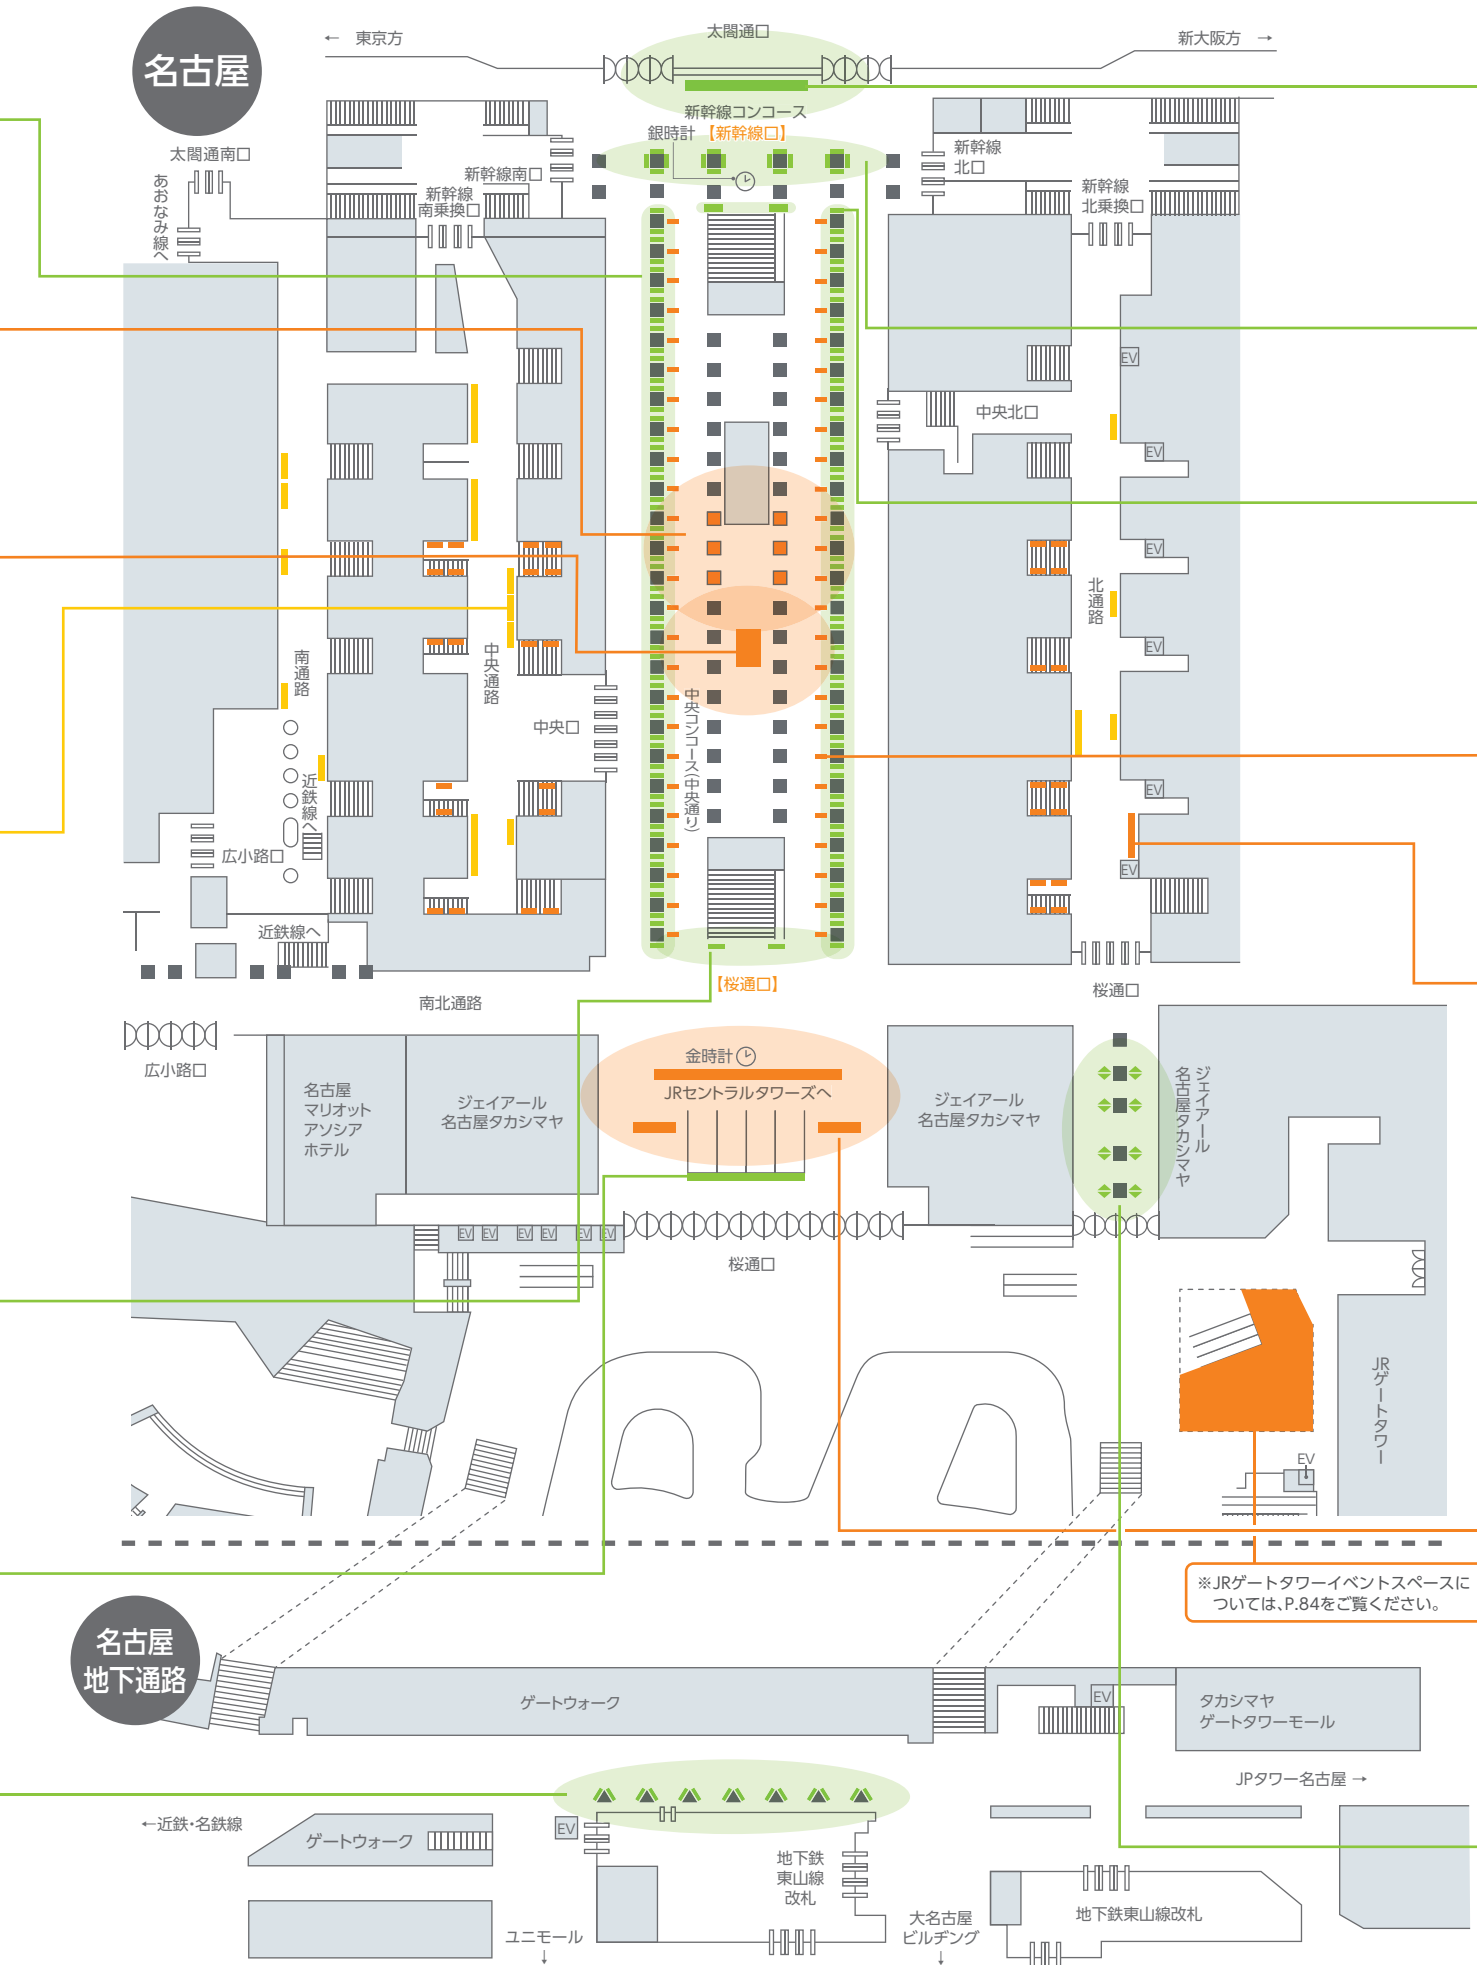 名古屋
← 東京方
太閤通口
新大阪方 →
新幹線コンコース
銀時計 【新幹線口】
太閤通南口
あおなみ線へ
新幹線南口
新幹線
南乗換口
新幹線
北口
新幹線
北乗換口
EV
中央北口
EV
EV
北通路
EV
南通路
中央通路
中央口
中央コンコース(中央通り)
近鉄線へ
EV
広小路口
EV
近鉄線へ
【桜通口】
南北通路
桜通口
広小路口
金時計
JRセントラルタワーズへ
名古屋
マリオット
アソシア
ホテル
ジェイアール
名古屋タカシマヤ
ジェイアール
名古屋タカシマヤ
ジェイアール
名古屋タカシマヤ
EV EV EV EV EV EV
桜通口
JRゲートタワー
EV
※JRゲートタワーイベントスペースに
ついては、P.84をご覧ください。
名古屋
地下通路
ゲートウォーク
EV
タカシマヤ
ゲートタワーモール
JPタワー名古屋 →
←近鉄・名鉄線
ゲートウォーク
EV
地下鉄
東山線
改札
地下鉄東山線改札
大名古屋
ビルヂング
↓
ユニモール
↓